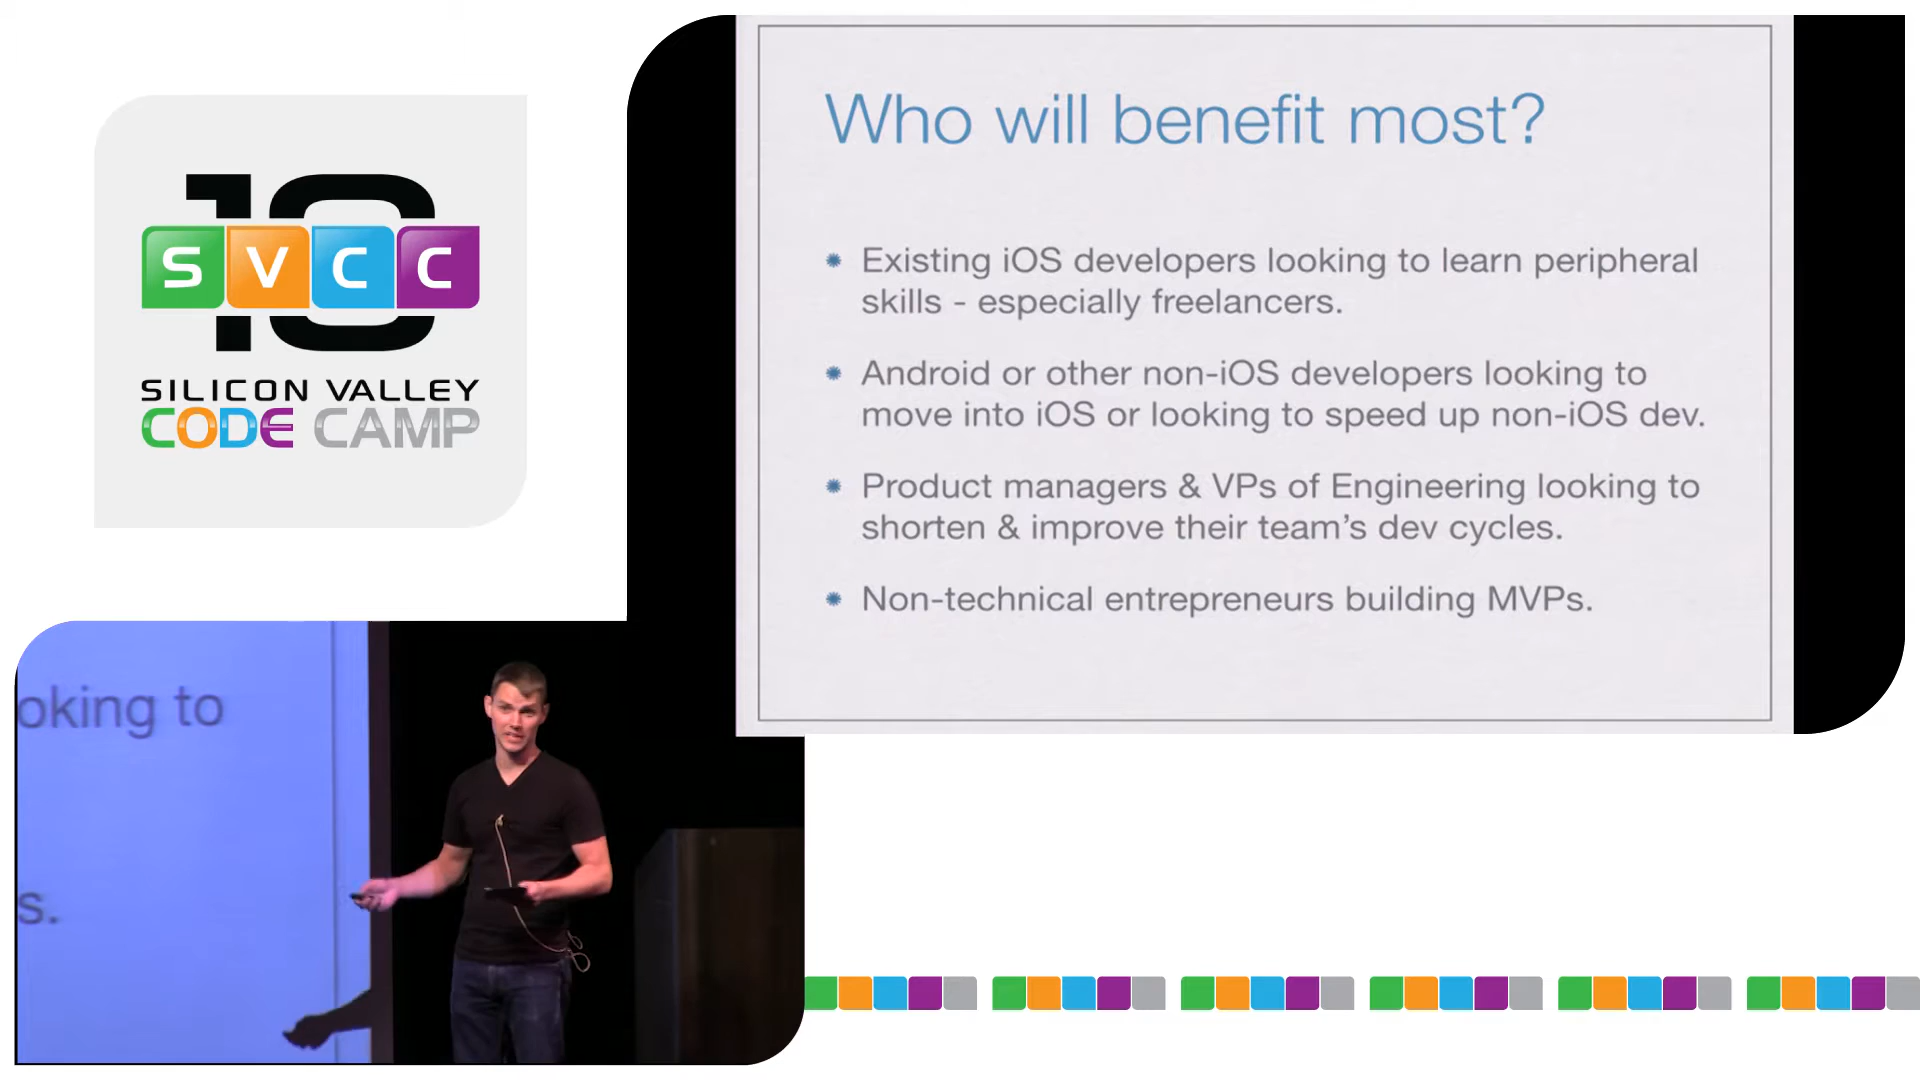 10
SVCC
SILICON VALLEY
CODE CAMP
Who will benefit most?
Existing iOS developers looking to learn peripheral
skills - especially freelancers.
Android or other non-iOS developers looking to
move into iOS or looking to speed up non-iOS dev.
Product managers & VPs of Engineering looking to
shorten & improve their team's dev cycles.
Non-technical entrepreneurs building MVPs.
oking to
s.